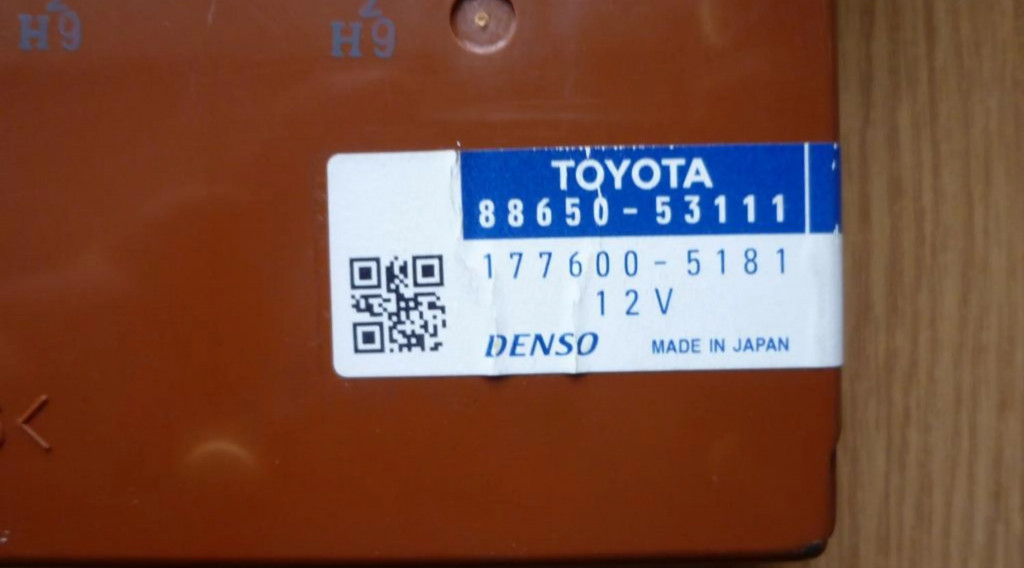 H9 H9
TOYOTA
88650-53111
177600-5181
12V
DENSO MADE IN JAPAN